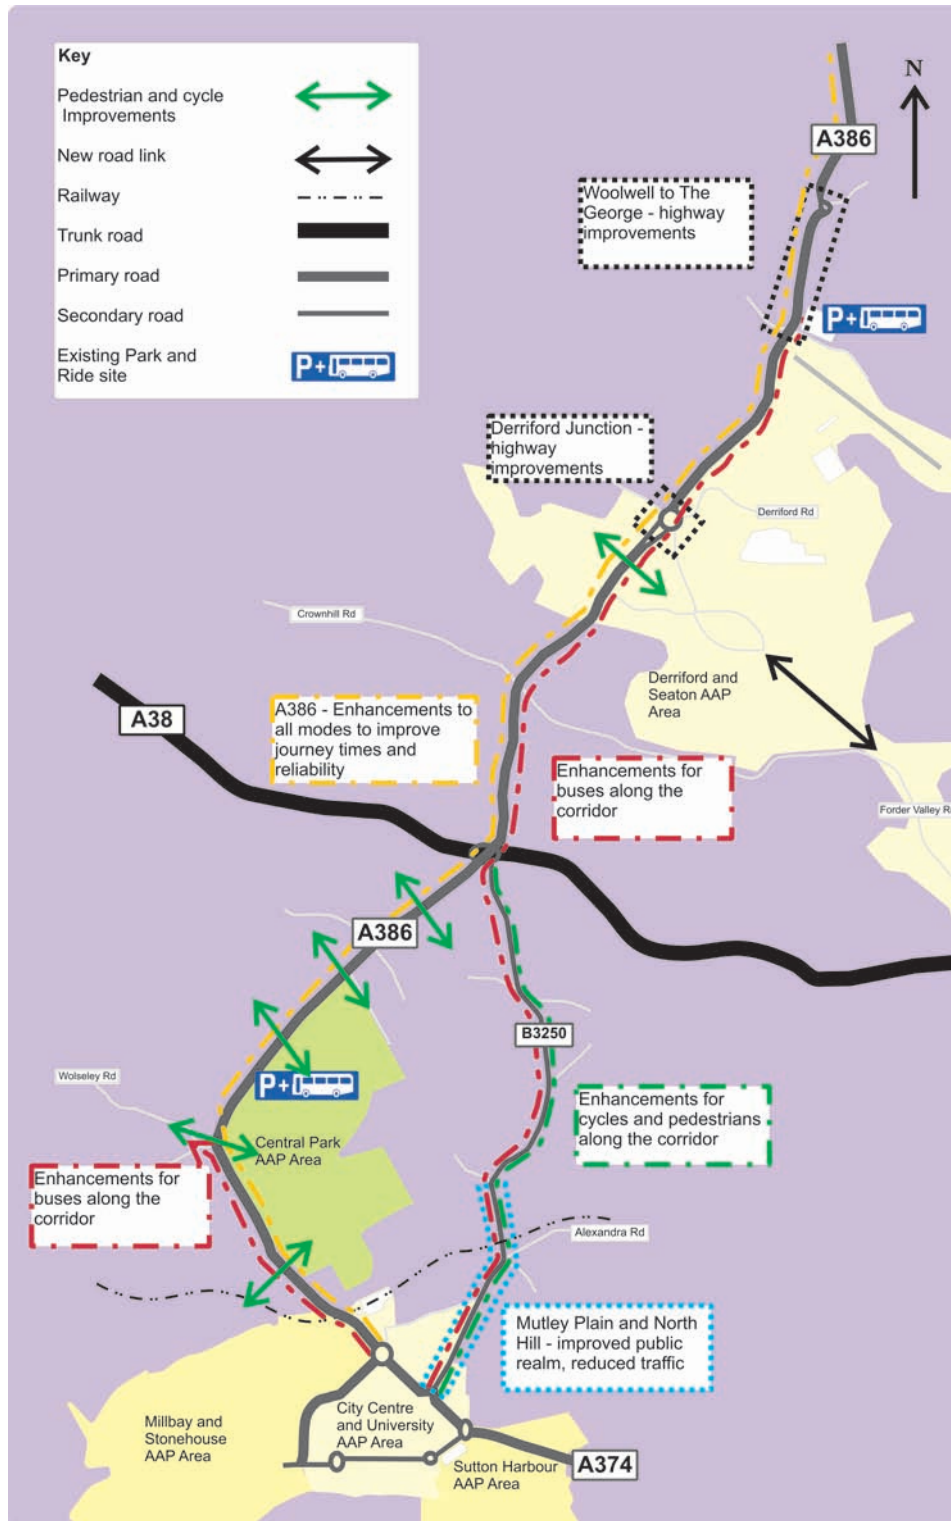 Key
Pedestrian and cycle
Improvements
New road link
Railway
Trunk road
Primary road
Secondary road
Existing Park and
Ride site
P+
N
A386
Woolwell to The
George - highway
improvements
P+
Derriford Junction -
highway
improvements
Derriford Rd
Crownhill Rd
Derriford and
Seaton AAP
Area
A38
A386 - Enhancements to
all modes to improve
journey times and
reliability
Enhancements for
buses along the
corridor
Forder Valley R
A386
B3250
Wolseley Rd
P+
Enhancements for
cycles and pedestrians
along the corridor
Central Park
AAP Area
Enhancements for
buses along the
corridor
Alexandra Rd
Mutley Plain and North
Hill - improved public
realm, reduced traffic
Millbay and
Stonehouse
AAP Area
City Centre
and University
AAP Area
Sutton Harbour
AAP Area
A374